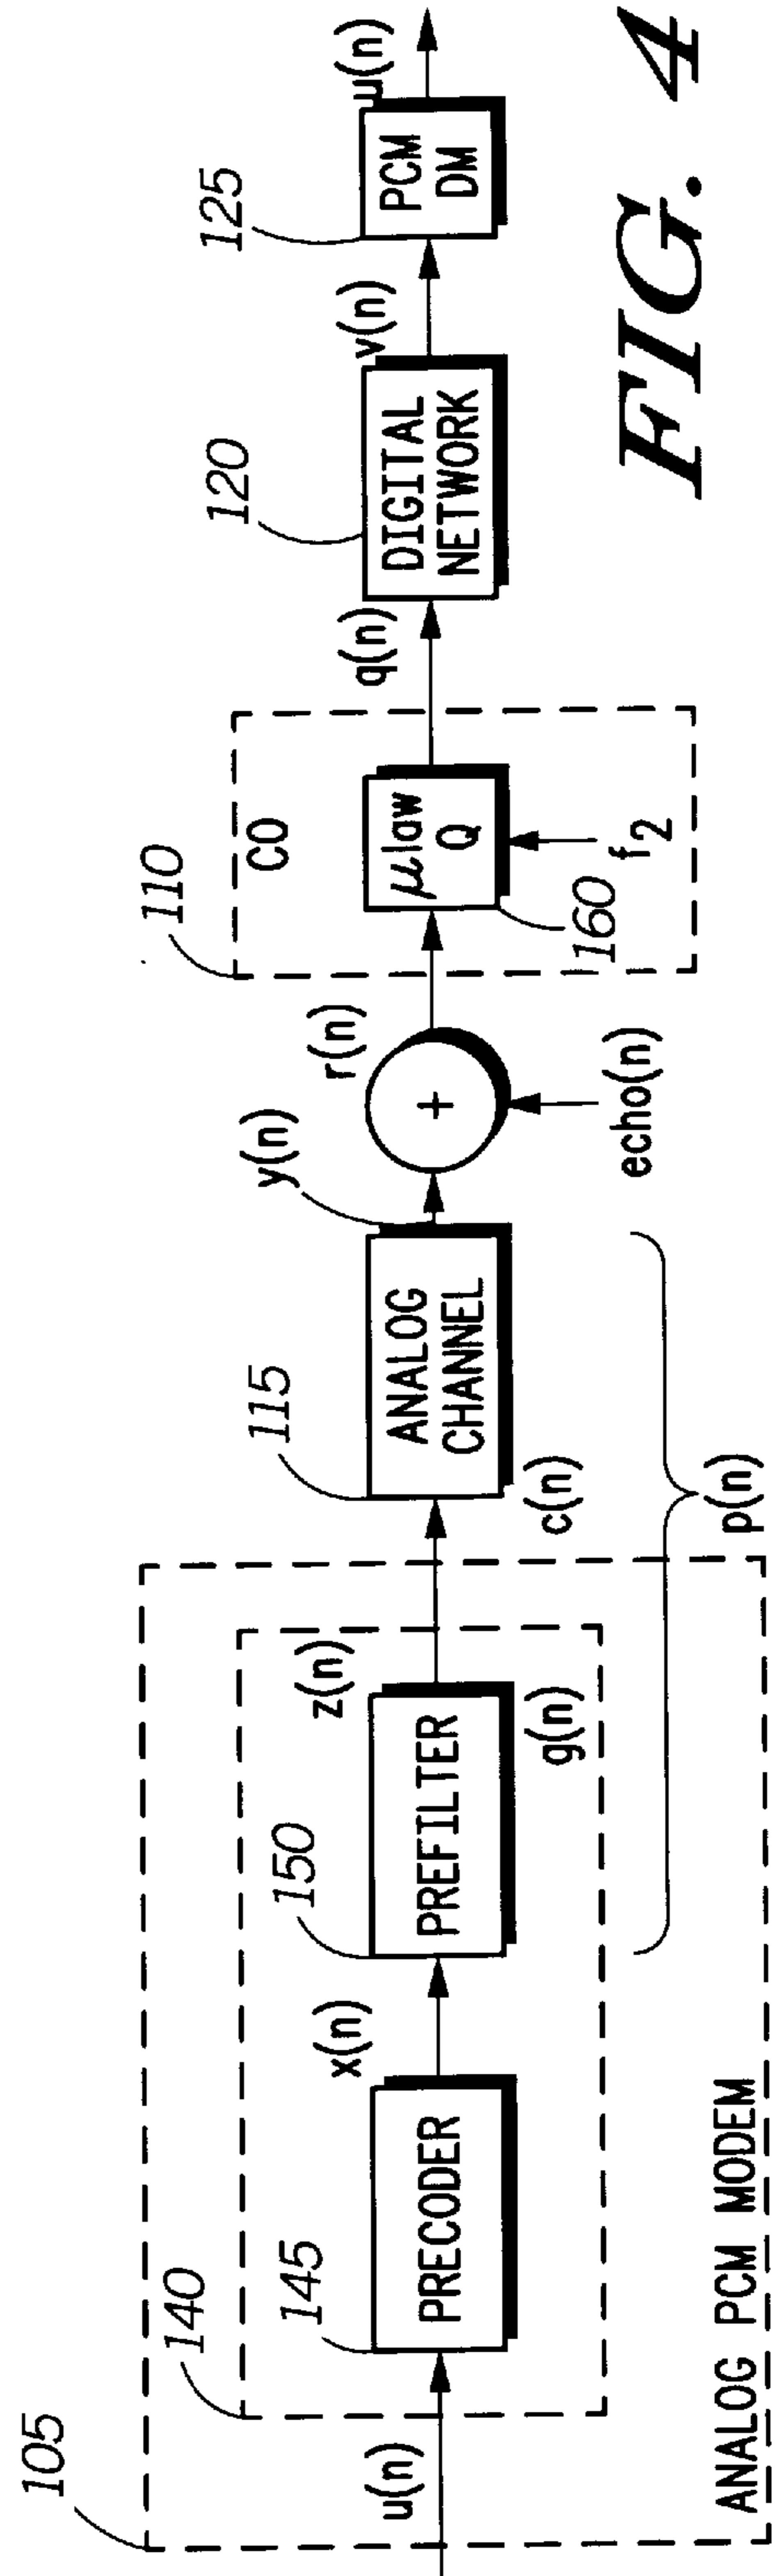 105
140
145
150
115
110
120
125
u(n)
PRECODER
x(n)
PREFILTER
z(n)
g(n)
ANALOG
CHANNEL
c(n)
y(n)
+
r(n)
echo(n)
p(n)
CO
μlaw
Q
160
f2
q(n)
DIGITAL
NETWORK
v(n)
PCM
DM
μ(n)
ANALOG PCM MODEM
FIG. 4